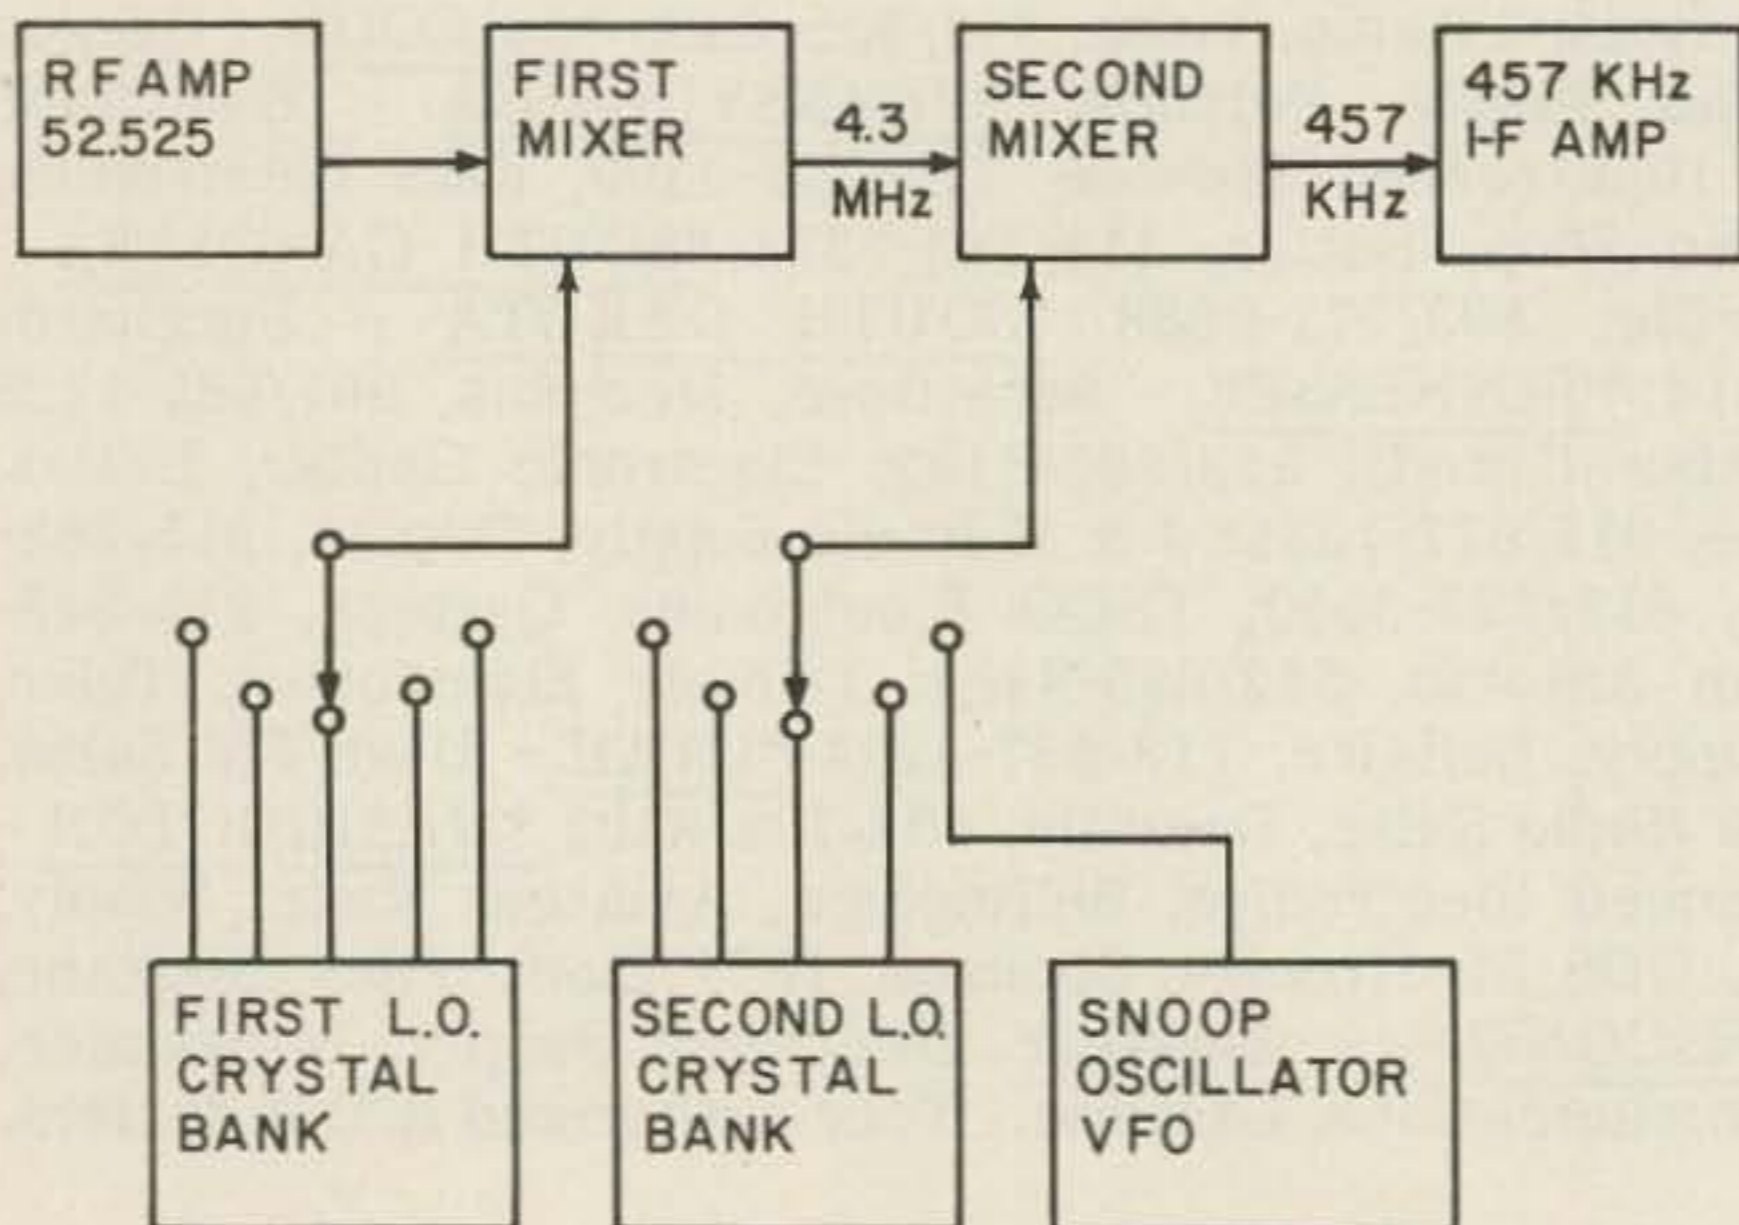 RF AMP
52.525
FIRST
MIXER
4.3
MHz
SECOND
MIXER
457
KHz
457 KHz
I-F AMP
FIRST L.O.
CRYSTAL
BANK
SECOND L.O.
CRYSTAL
BANK
SNOOP
OSCILLATOR
VFO